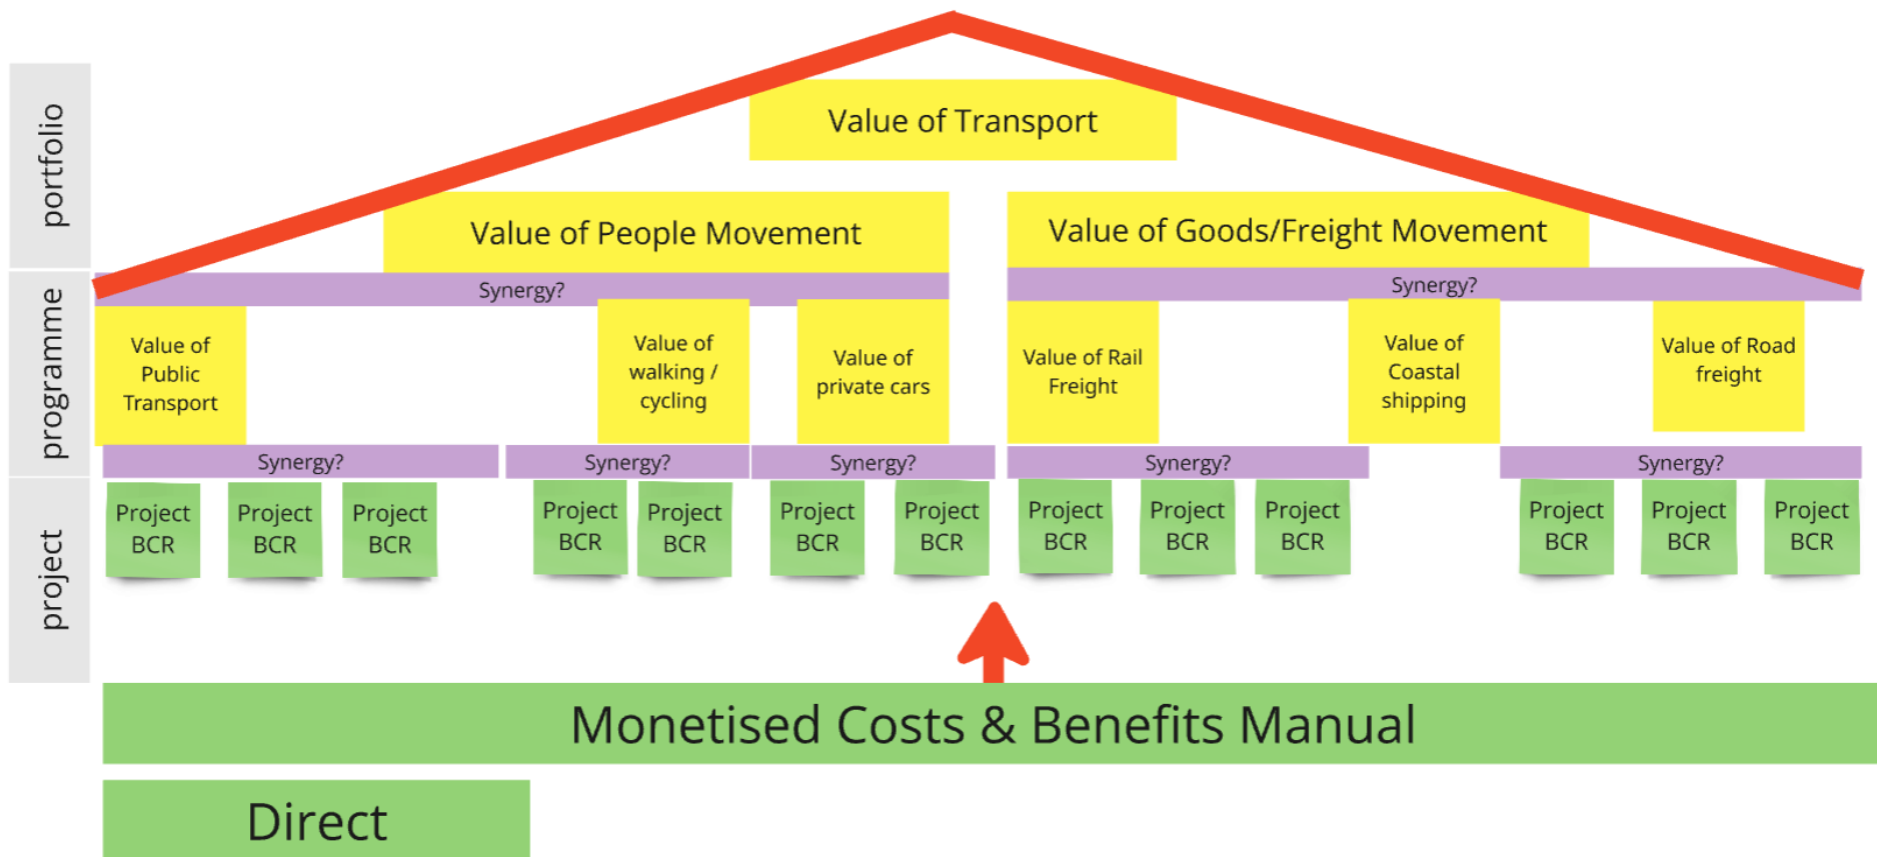 portfolio
Value of Transport
Value of People Movement
Value of Goods/Freight Movement
programme
Synergy?
Synergy?
Value of
Public
Transport
Value of
walking /
cycling
Value of
private cars
Value of Rail
Freight
Value of
Coastal
shipping
Value of Road
freight
Synergy?
Synergy?
Synergy?
Synergy?
Synergy?
project
Project
BCR
Project
BCR
Project
BCR
Project
BCR
Project
BCR
Project
BCR
Project
BCR
Project
BCR
Project
BCR
Project
BCR
Project
BCR
Project
BCR
Project
BCR
Monetised Costs & Benefits Manual
Direct